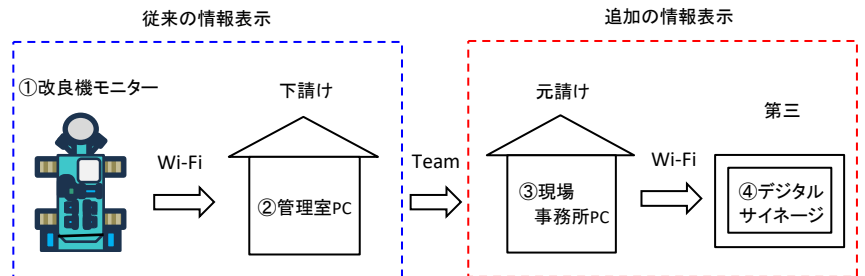 従来の情報表示
追加の情報表示
①改良機モニター
下請け
元請け
第三
Wi-Fi
Team
Wi-Fi
②管理室PC
③現場
事務所PC
④デジタル
サイネージ